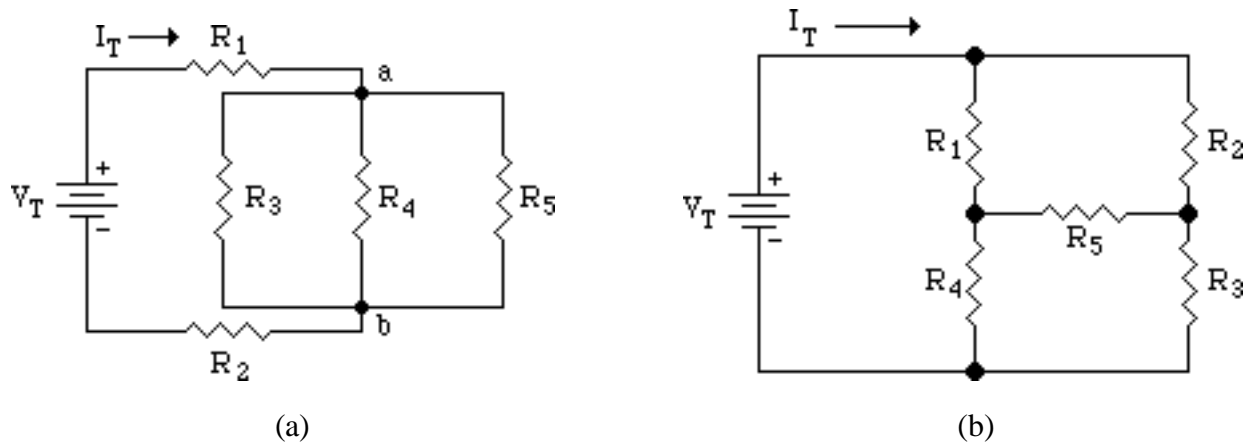 I_T R_1 a
R_3 R_4 R_5
V_T + -
R_2 b
(a)
I_T
R_1 R_2
V_T + -
R_5
R_4 R_3
(b)